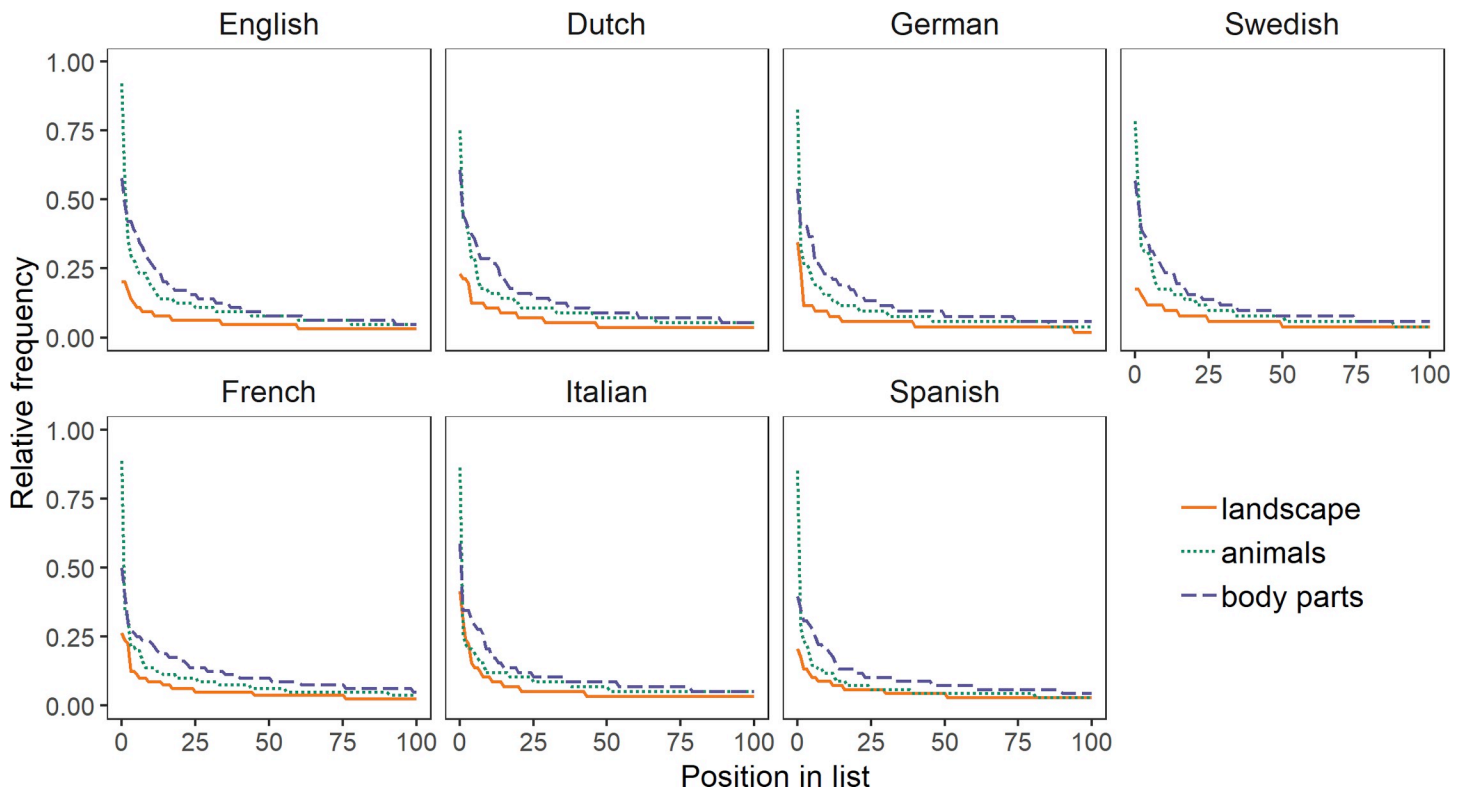 English
Dutch
German
Swedish
1.00
0.75
0.50
0.25
0.00
0 25 50 75 100
French
Italian
Spanish
1.00
0.75
0.50
0.25
0.00
0 25 50 75 100
0 25 50 75 100
0 25 50 75 100
Relative frequency
Position in list
landscape
animals
body parts